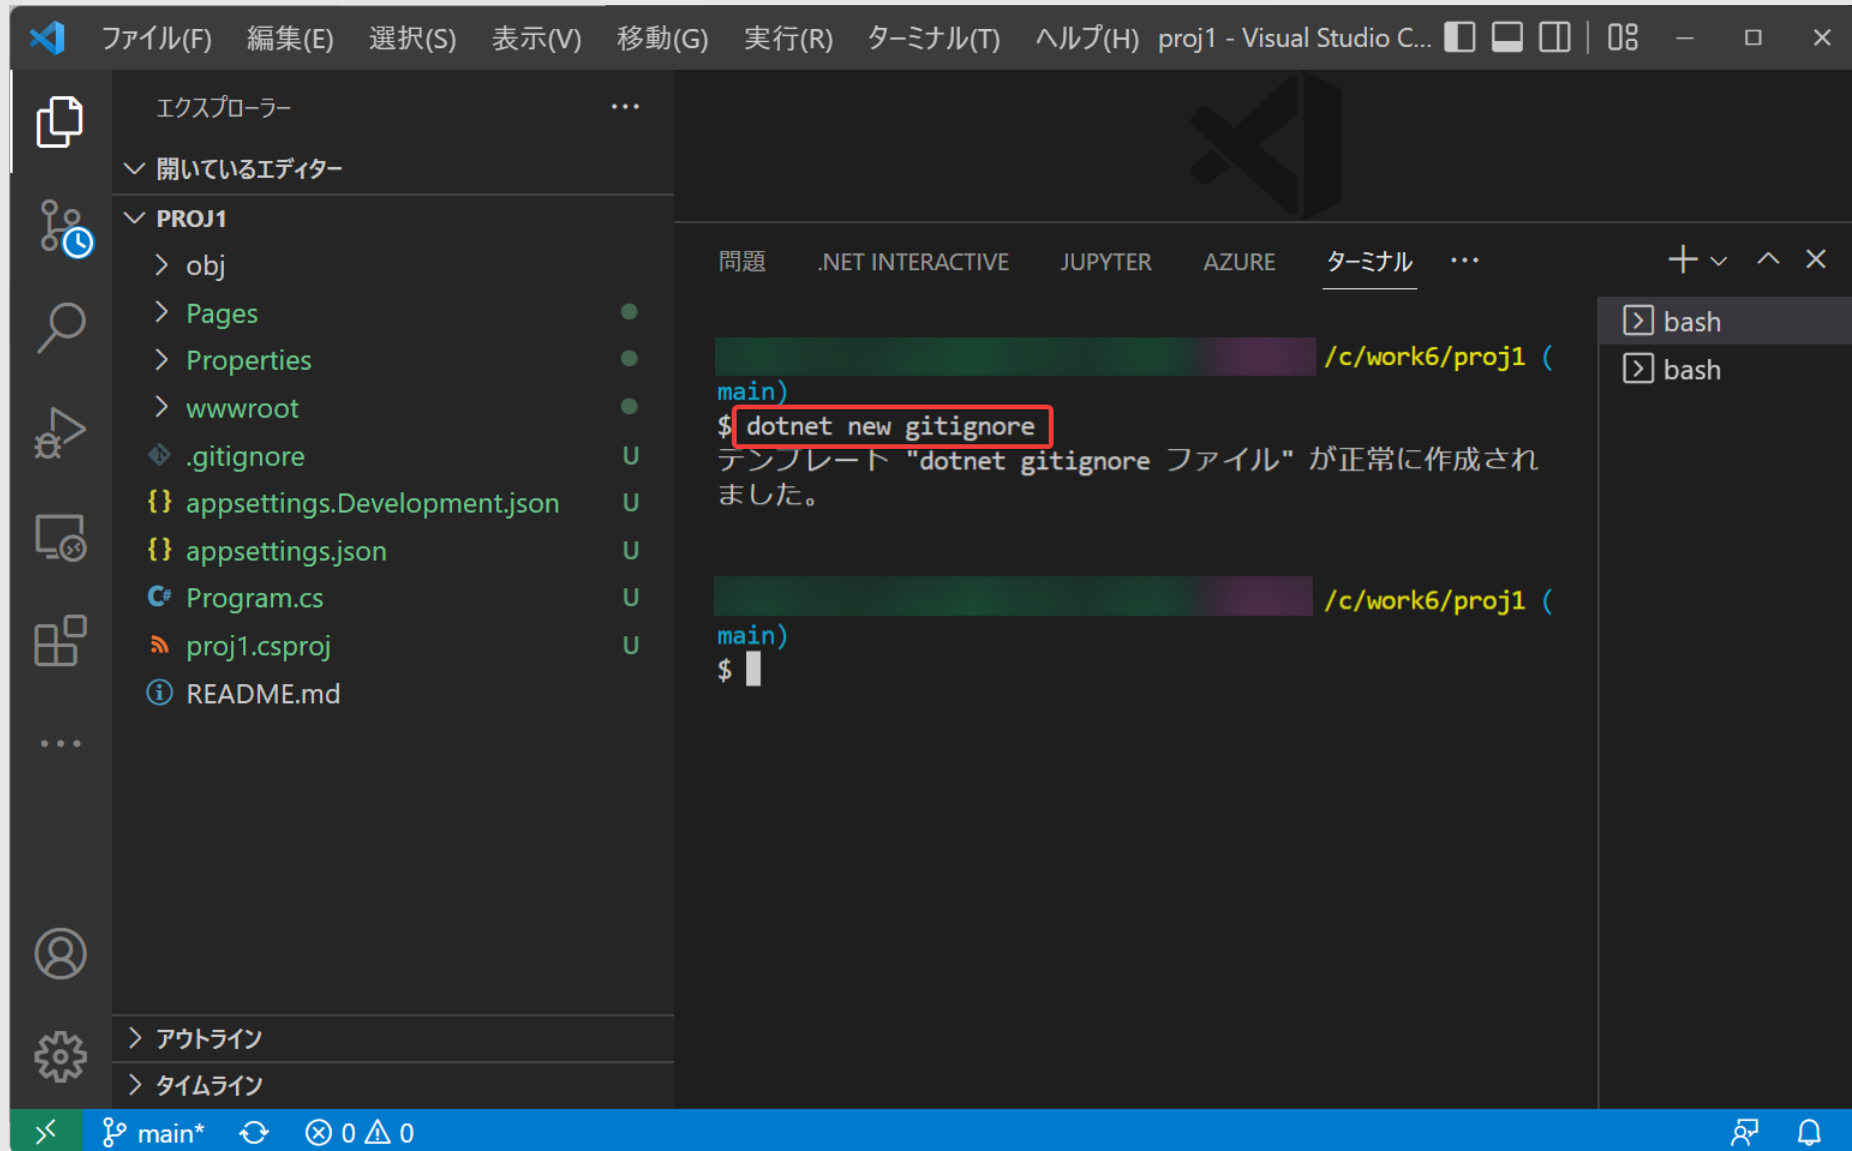 ファイル(F) 編集(E) 選択(S) 表示(V) 移動(G) 実行(R) ターミナル(T) ヘルプ(H) proj1 - Visual Studio C...
エクスプローラー
開いているエディター
PROJ1
obj
Pages
Properties
wwwroot
.gitignore U
appsettings.Development.json U
appsettings.json U
Program.cs U
proj1.csproj U
README.md
アウトライン
タイムライン
問題 .NET INTERACTIVE JUPYTER AZURE ターミナル
/c/work6/proj1 (
main)
$ dotnet new gitignore
テンプレート "dotnet gitignore ファイル" が正常に作成され
ました。
/c/work6/proj1 (
main)
$
bash
bash
main* 0 0